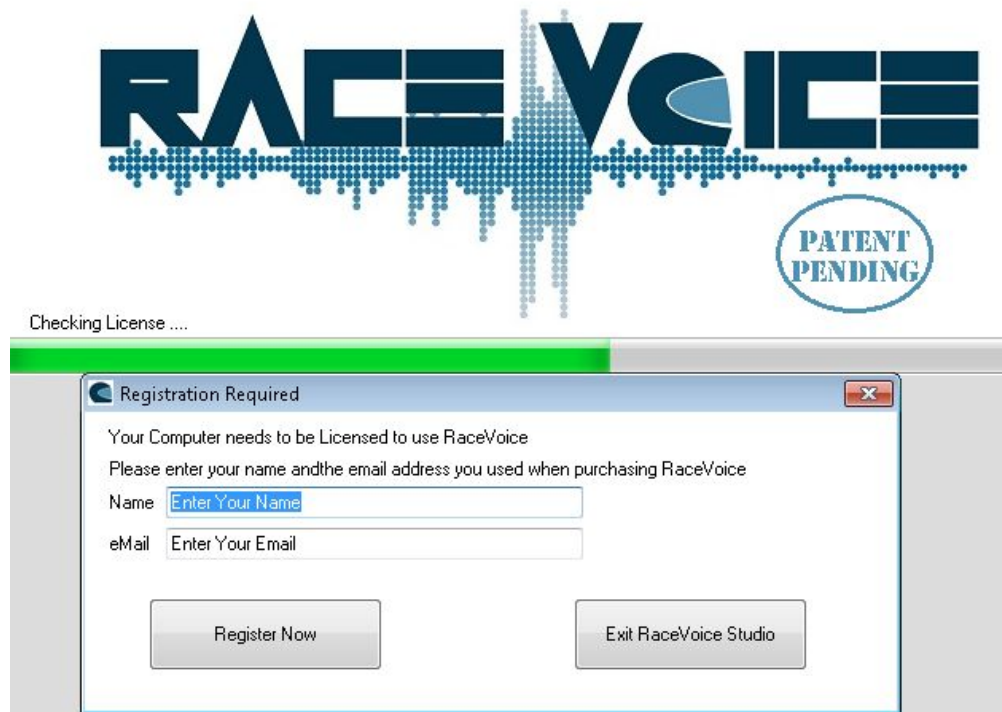 RACE VOICE
PATENT
PENDING
Checking License ....
Registration Required
Your Computer needs to be Licensed to use RaceVoice
Please enter your name andthe email address you used when purchasing RaceVoice
Name Enter Your Name
eMail Enter Your Email
Register Now Exit RaceVoice Studio